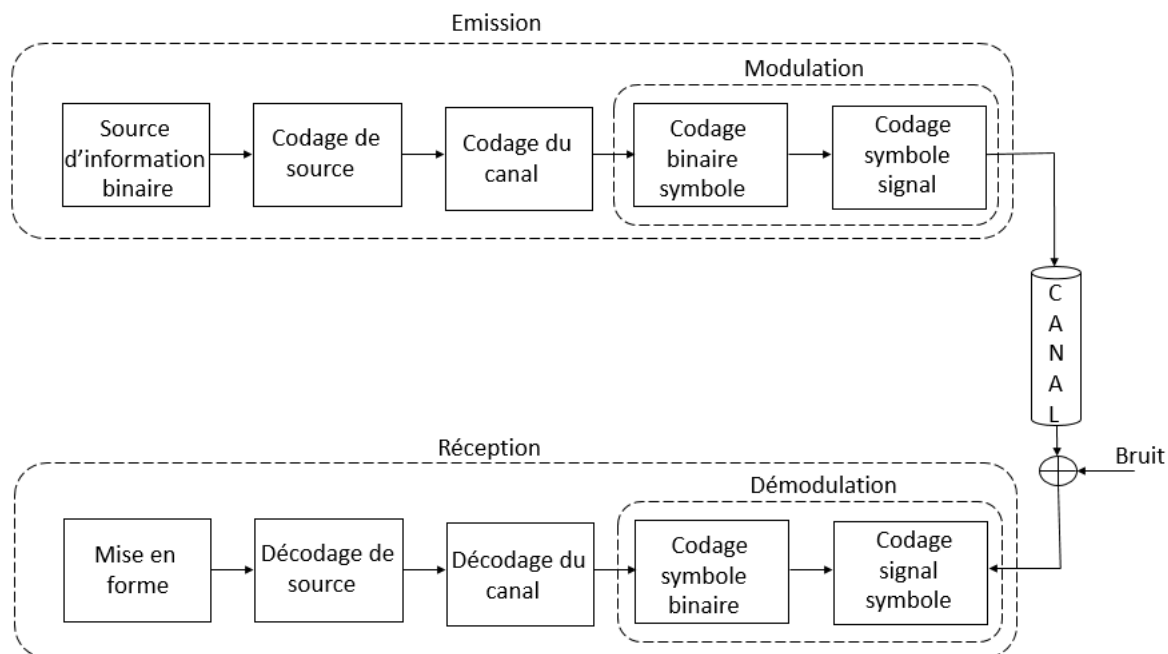 Emission
Modulation
Source
d'information
binaire
Codage de
source
Codage du
canal
Codage
binaire
symbole
Codage
symbole
signal
C
A
N
A
L
Bruit
Réception
Démodulation
Mise en
forme
Décodage de
source
Décodage du
canal
Codage
symbole
binaire
Codage
signal
symbole